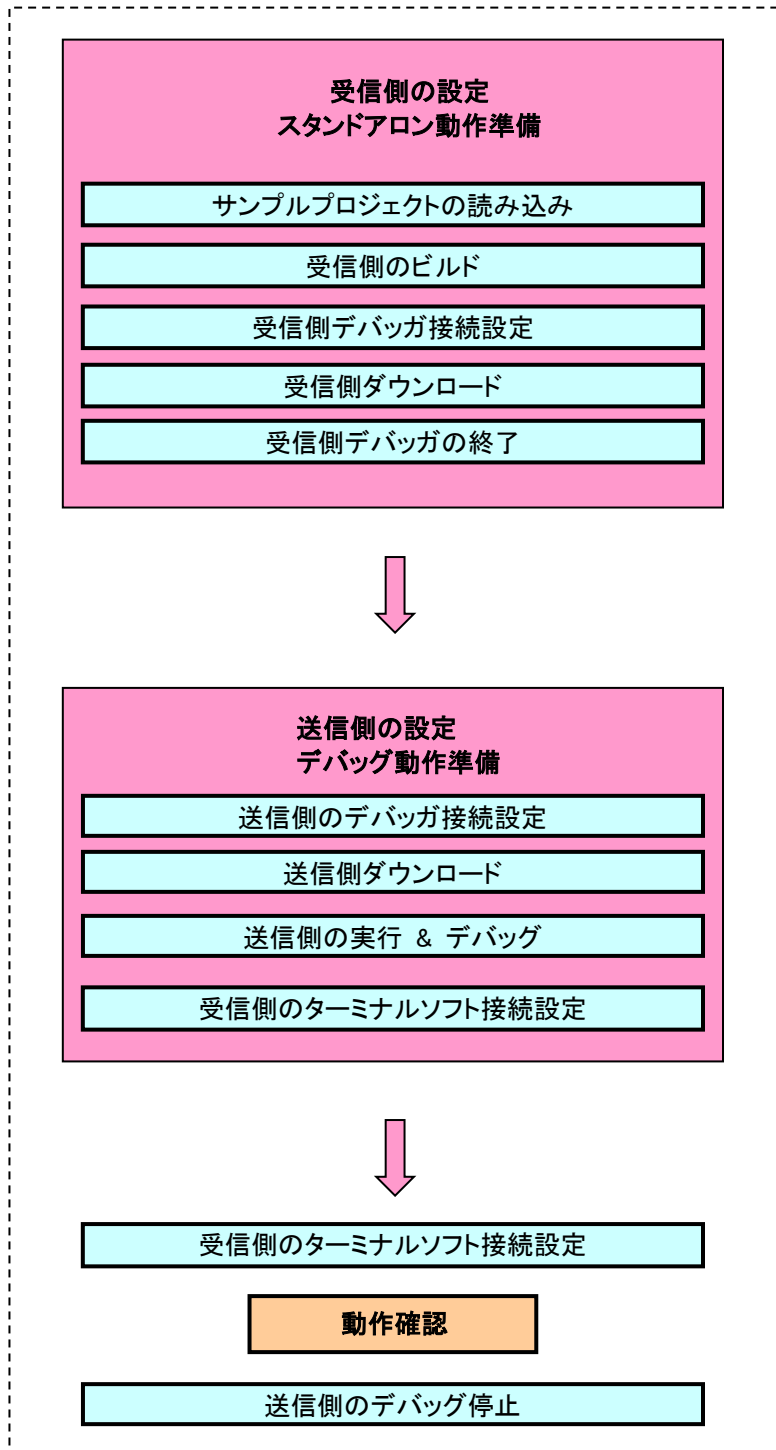 受信側の設定
スタンドアロン動作準備
サンプルプロジェクトの読み込み
受信側のビルド
受信側デバッガ接続設定
受信側ダウンロード
受信側デバッガの終了
送信側の設定
デバッグ動作準備
送信側のデバッガ接続設定
送信側ダウンロード
送信側の実行 & デバッグ
受信側のターミナルソフト接続設定
受信側のターミナルソフト接続設定
動作確認
送信側のデバッグ停止